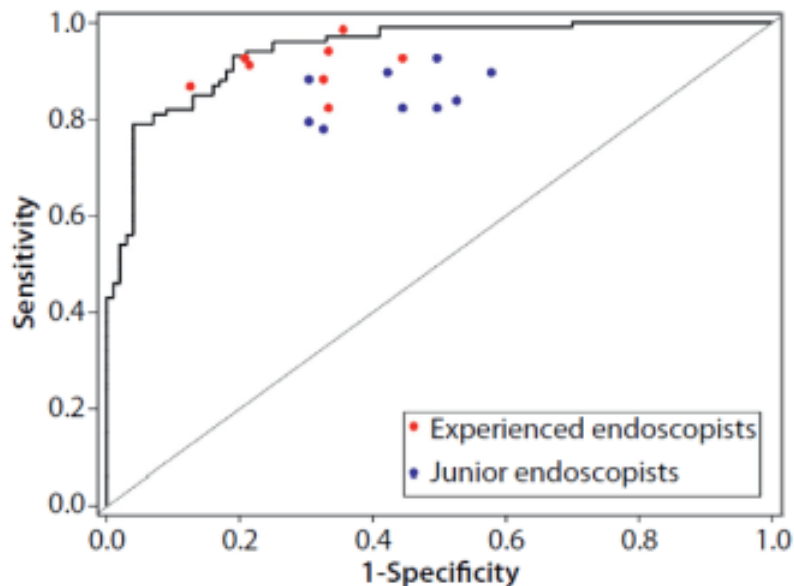 1.0
0.8
0.6
0.4
0.2
0.0
Sensitivity
Experienced endoscopists
Junior endoscopists
0.0 0.2 0.4 0.6 0.8 1.0
1-Specificity